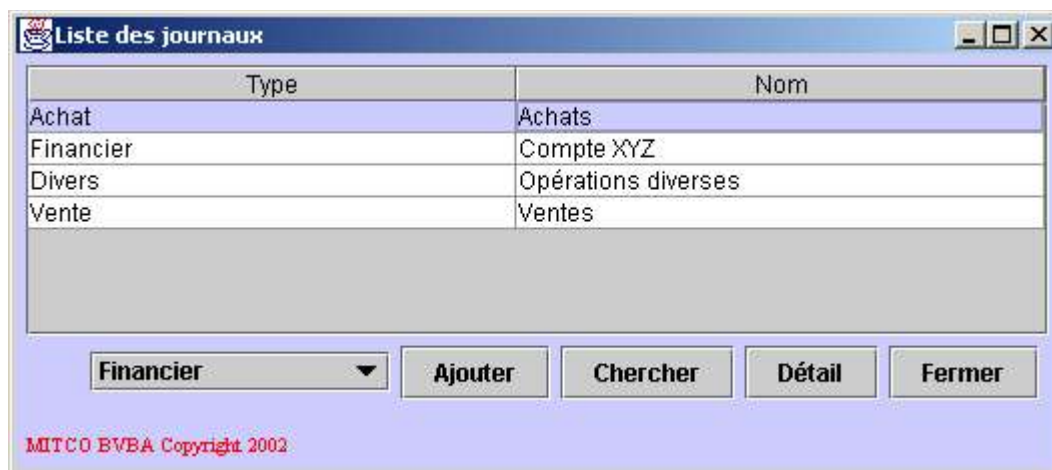 Liste des journaux
Type Nom
Achat Achats
Financier Compte XYZ
Divers Opérations diverses
Vente Ventes
Financier Ajouter Chercher Détail Fermer
MITCO BVBA Copyright 2002